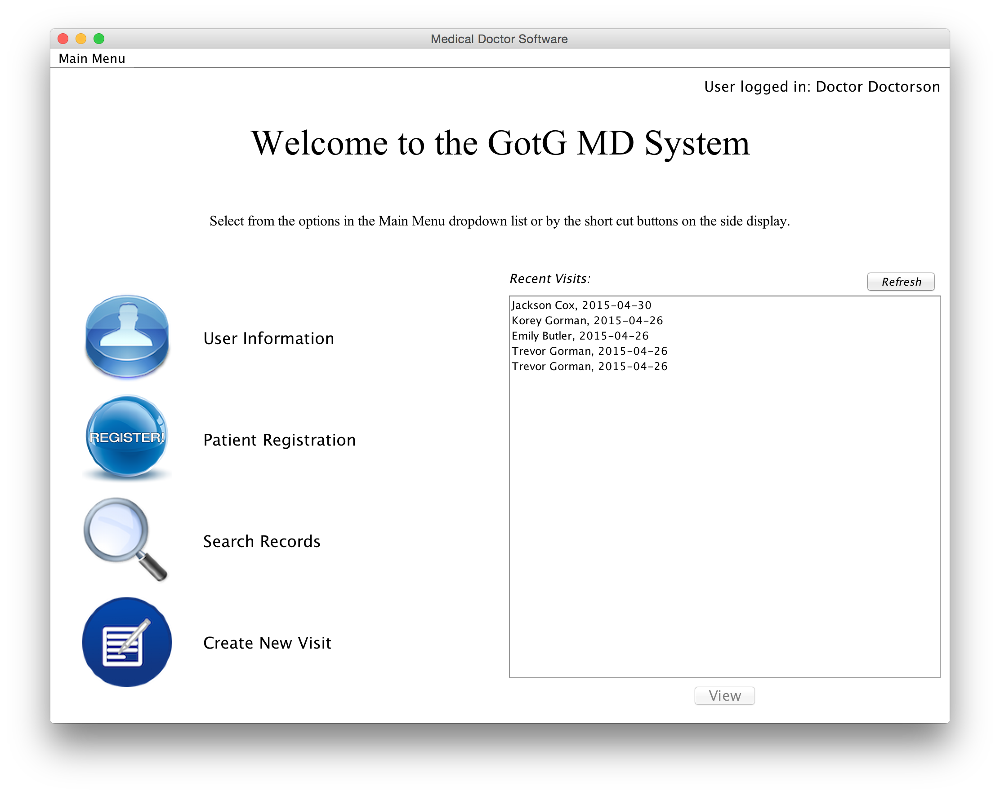 Medical Doctor Software
Main Menu
User logged in: Doctor Doctorson
Welcome to the GotG MD System
Select from the options in the Main Menu dropdown list or by the short cut buttons on the side display.
Recent Visits:
Refresh
Jackson Cox, 2015-04-30
Korey Gorman, 2015-04-26
Emily Butler, 2015-04-26
Trevor Gorman, 2015-04-26
Trevor Gorman, 2015-04-26
User Information
REGISTER!
Patient Registration
Search Records
Create New Visit
View